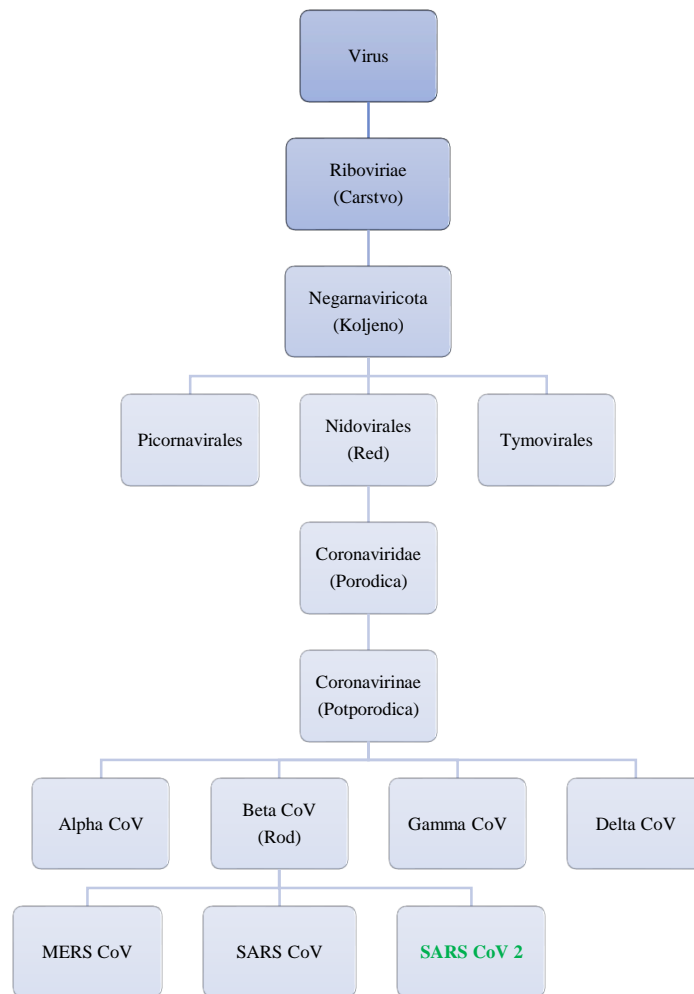 Virus
Riboviriae
(Carstvo)
Negarnaviricota
(Koljeno)
Picornavirales
Nidovirales
(Red)
Tymovirales
Coronaviridae
(Porodica)
Coronavirinae
(Potporodica)
Alpha CoV
Beta CoV
(Rod)
Gamma CoV
Delta CoV
MERS CoV
SARS CoV
SARS CoV 2